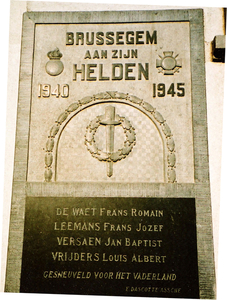 BRUSSEGEM
AAN ZIJN
HELDEN
1940 1945
DE WAET FRANS ROMAIN
LEEMANS FRANS JOZEF
VERSAEN JAN BAPTIST
VRIJDERS LOUIS ALBERT
GESNEUVELD VOOR HET VADERLAND